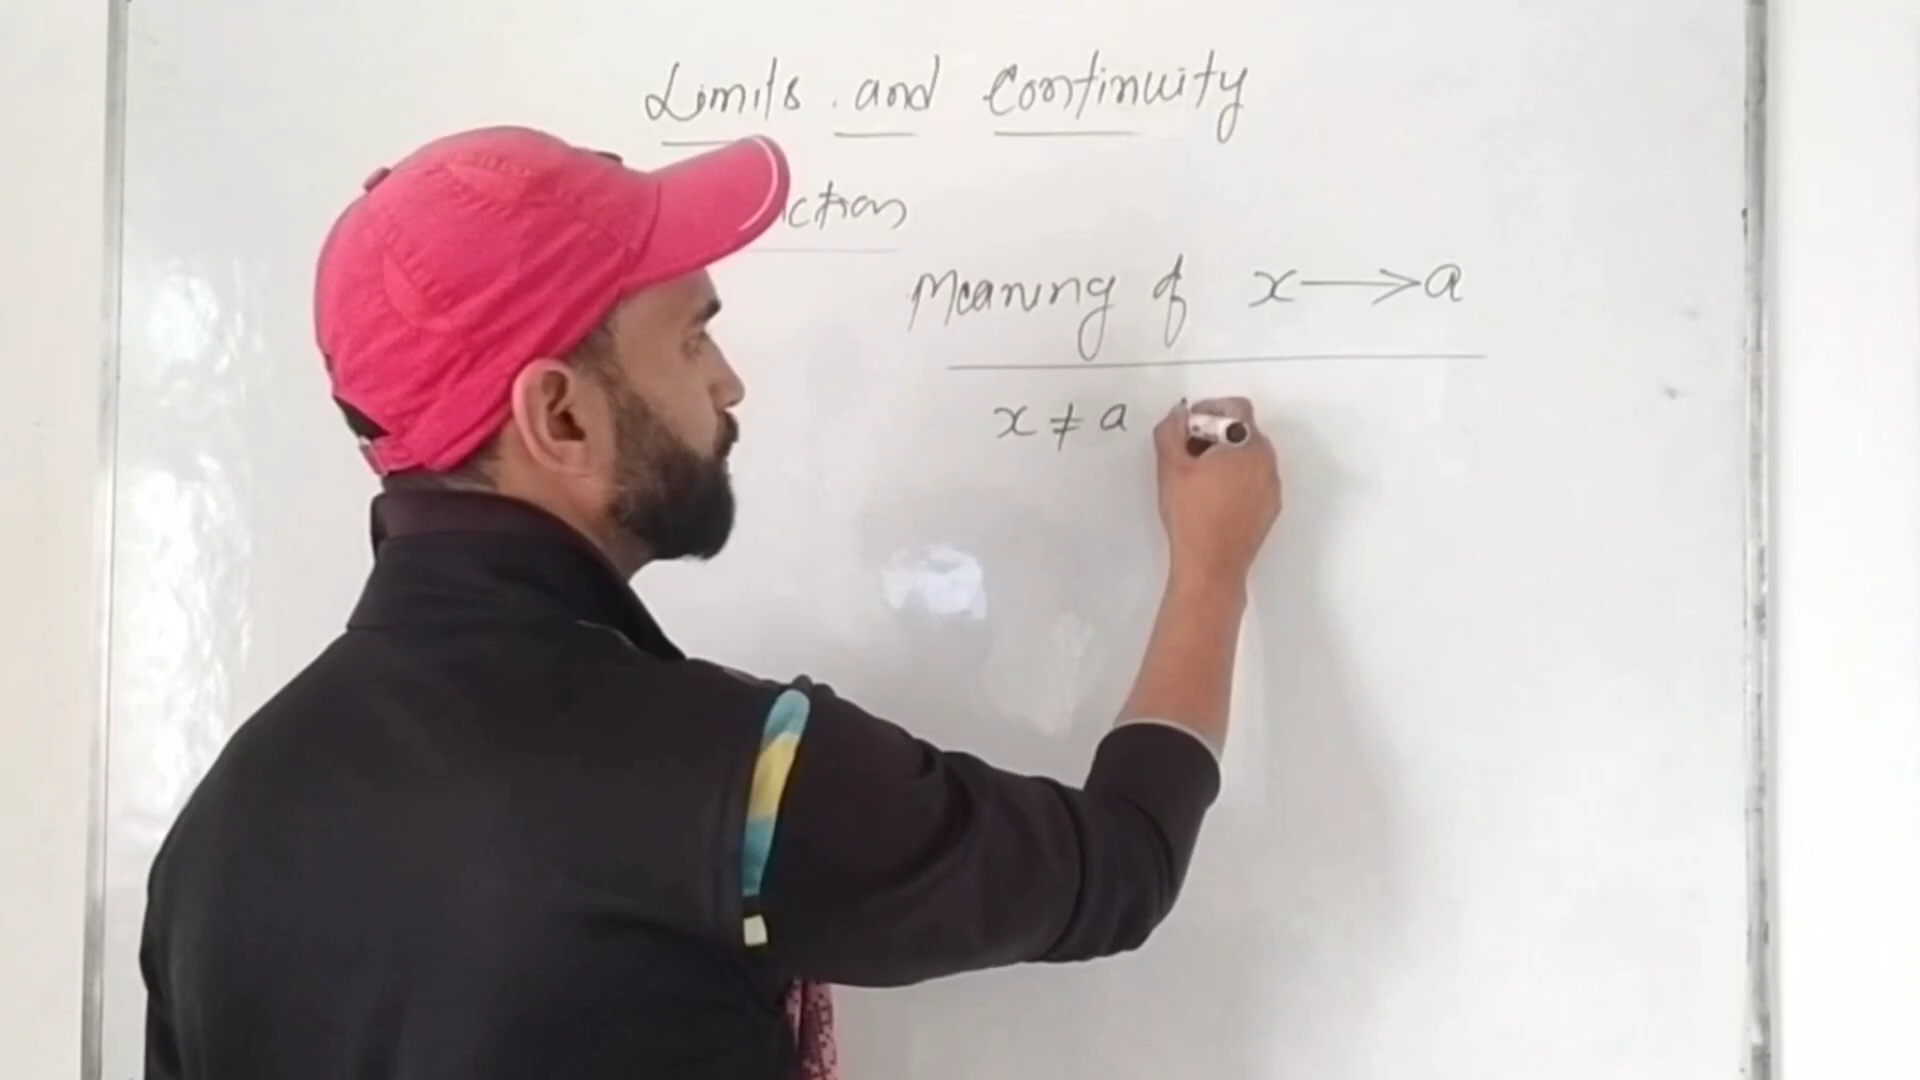 Limits and Continuity
ction
Meaning of x → a
x ≠ a